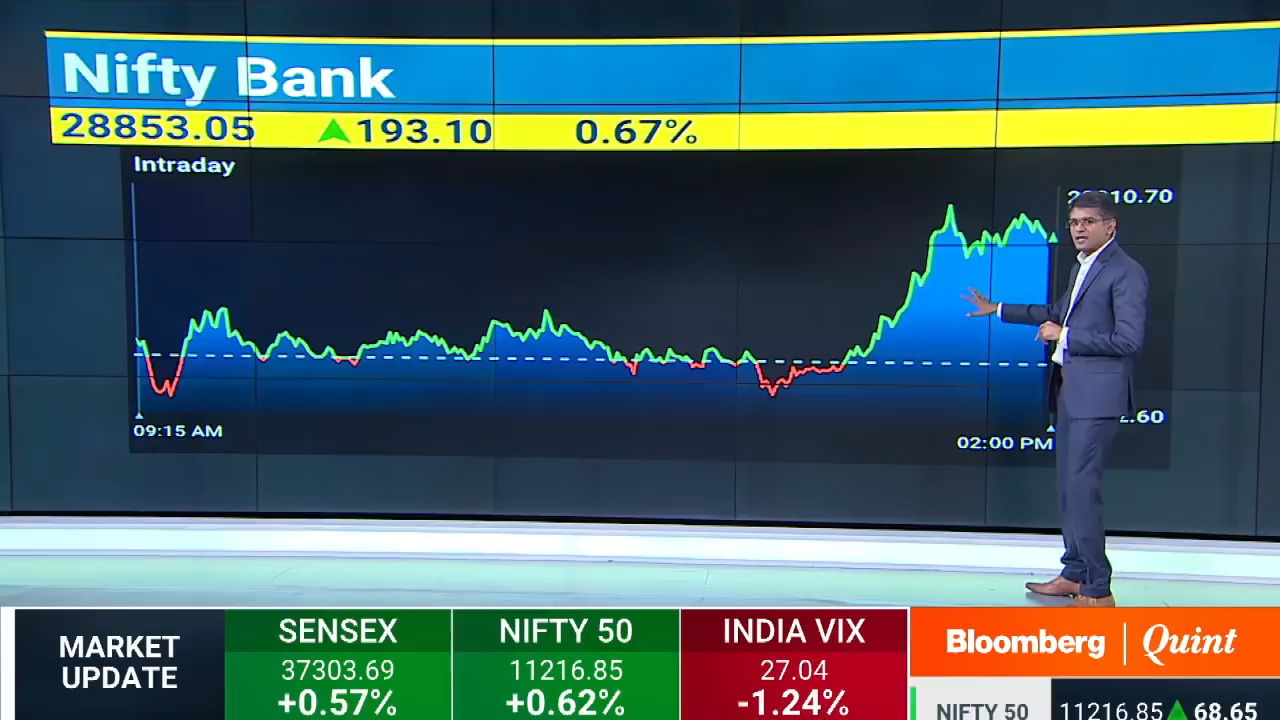 Nifty Bank
28853.05 ▲193.10 0.67%
Intraday
09:15 AM
02:00 PM
MARKET UPDATE
SENSEX
37303.69
+0.57%
NIFTY 50
11216.85
+0.62%
INDIA VIX
27.04
-1.24%
Bloomberg | Quint
NIFTY 50 11216.85 ▲ 68.65